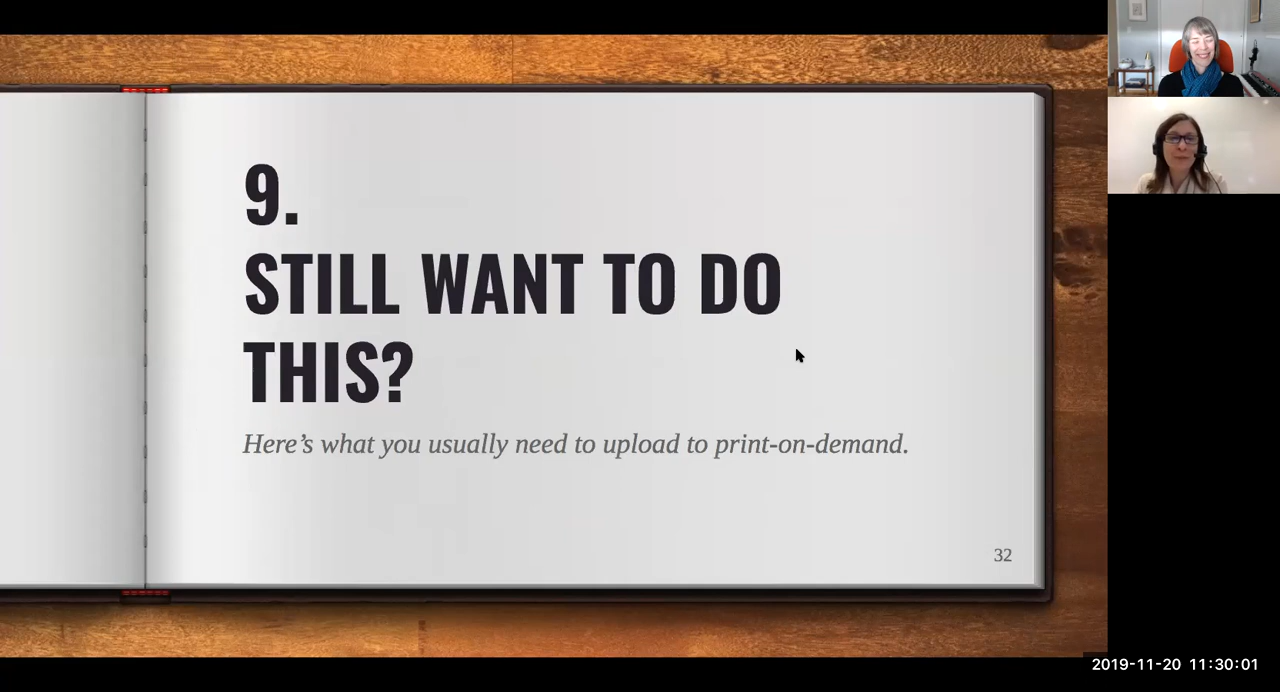 9.
STILL WANT TO DO
THIS?
Here’s what you usually need to upload to print-on-demand.
32
2019-11-20 11:30:01